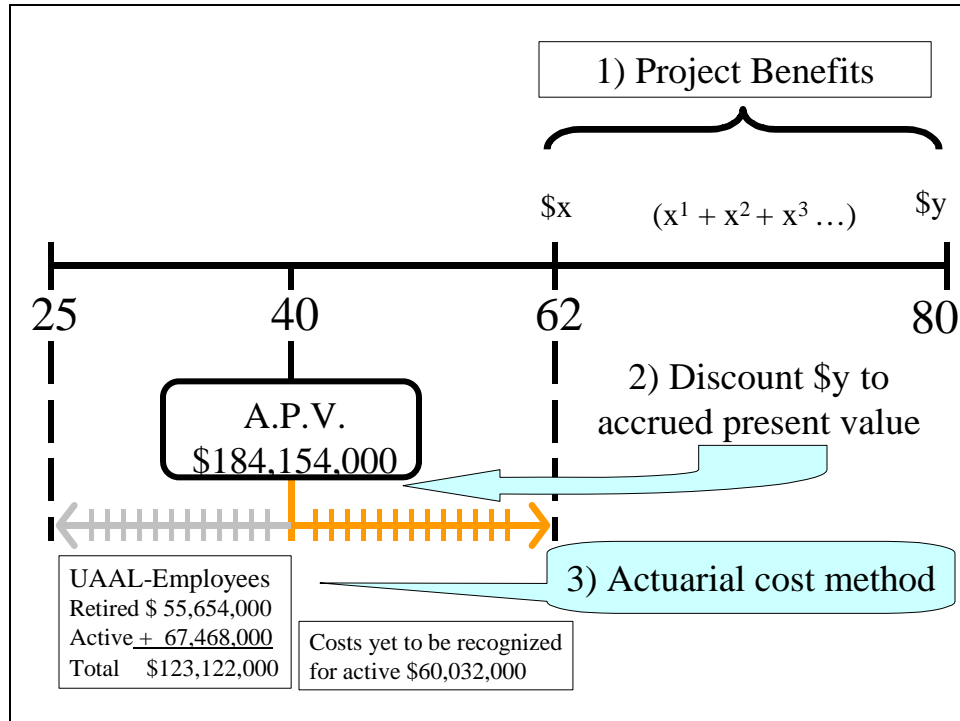 1) Project Benefits
$x (x¹ + x² + x³ …) $y
25 40 62 80
2) Discount $y to
accrued present value
A.P.V.
$184,154,000
3) Actuarial cost method
UAAL-Employees
Retired $ 55,654,000
Active + 67,468,000
Total $123,122,000
Costs yet to be recognized
for active $60,032,000